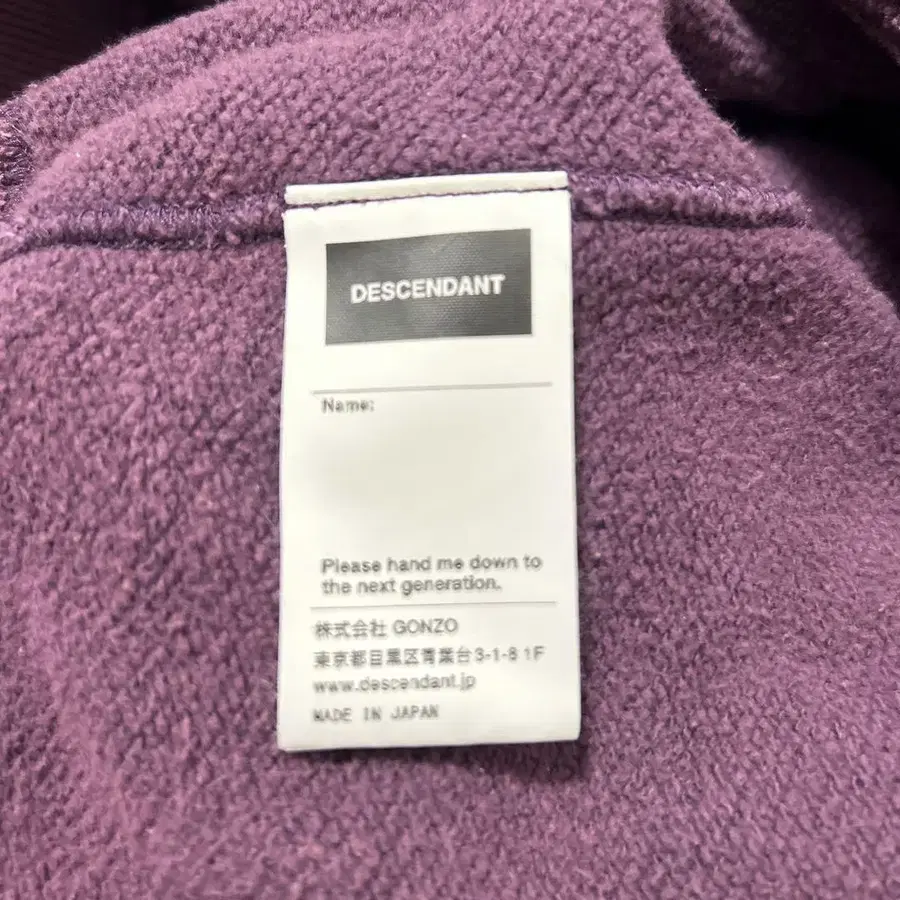 DESCENDANT
Name:
Please hand me down to
the next generation.
株式会社 GONZO
東京都目黒区青葉台3-1-8 1F
www.descendant.jp
MADE IN JAPAN